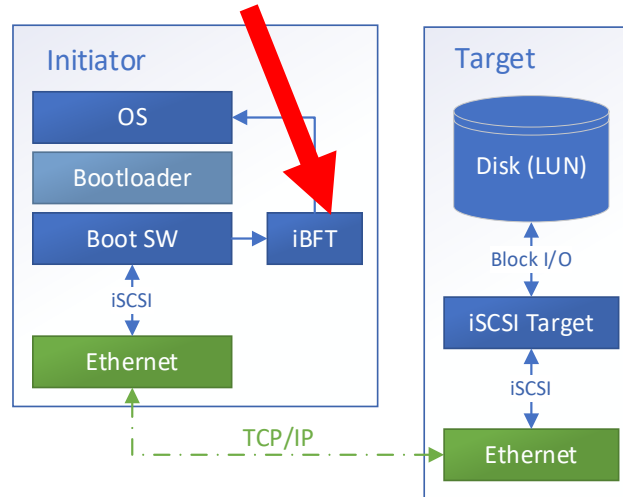 Initiator
OS
Bootloader
Boot SW
iBFT
iSCSI
Ethernet
TCP/IP
Target
Disk (LUN)
Block I/O
iSCSI Target
iSCSI
Ethernet